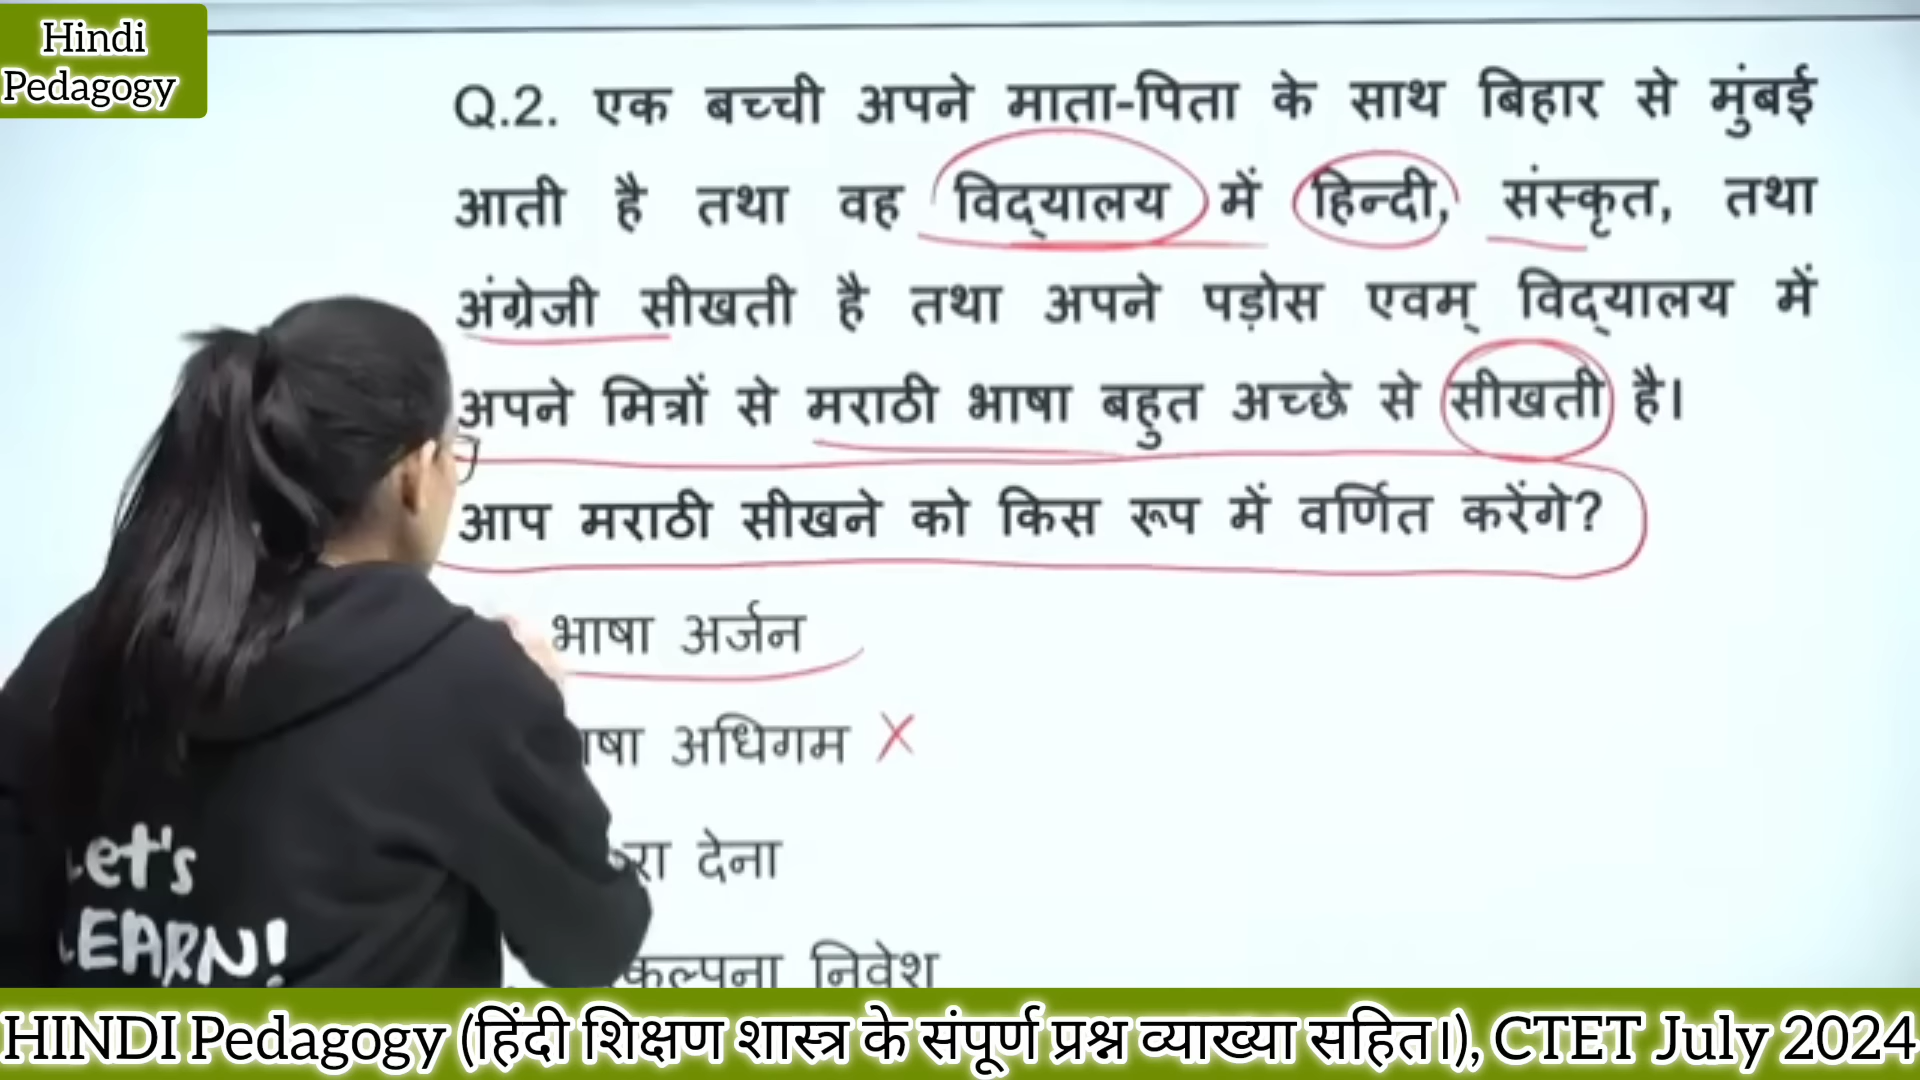 Hindi
Pedagogy
Q.2. एक बच्ची अपने माता-पिता के साथ बिहार से मुंबई
आती है तथा वह विद्यालय में हिन्दी, संस्कृत, तथा
अंग्रेजी सीखती है तथा अपने पड़ोस एवम् विद्यालय में
अपने मित्रों से मराठी भाषा बहुत अच्छे से सीखती है।
आप मराठी सीखने को किस रूप में वर्णित करेंगे?
भाषा अर्जन
अधिगम
देना
निवेश
Let's
LEARN!
HINDI Pedagogy (हिंदी शिक्षण शास्त्र के संपूर्ण प्रश्न व्याख्या सहित।), CTET July 2024